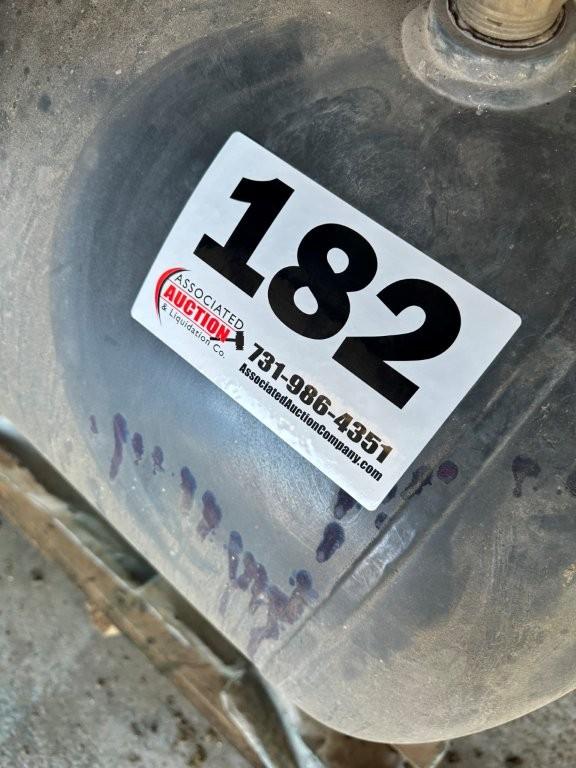 182
ASSOCIATED
AUCTION
& Liquidation Co.
731-986-4351
AssociatedAuctionCompany.com